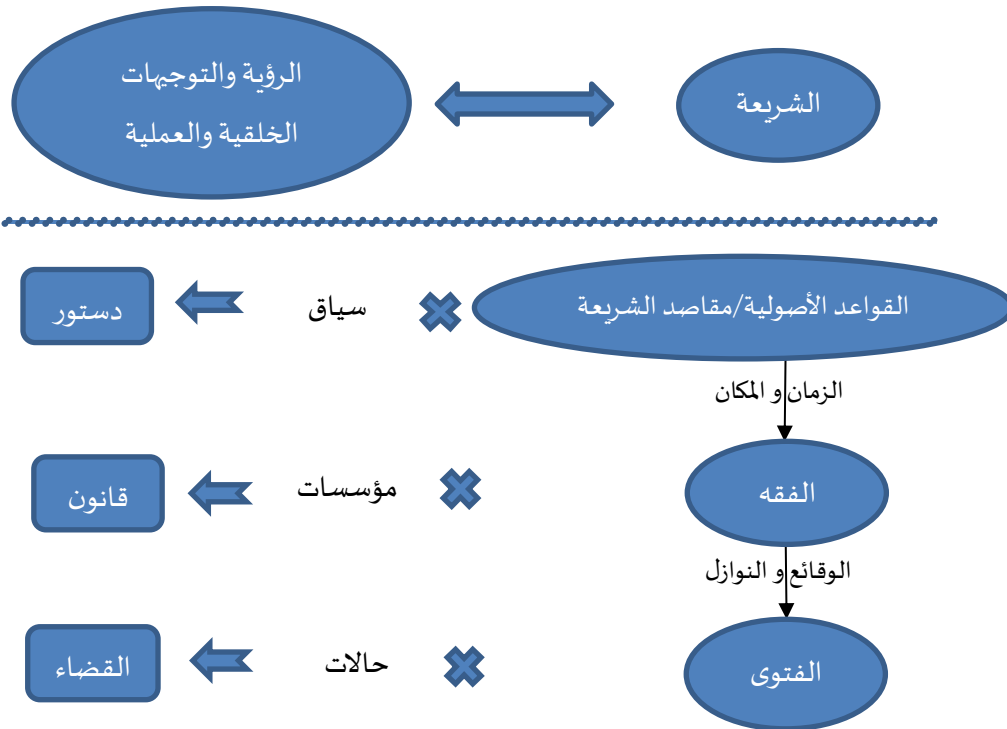 الشريعة
الرؤية والتوجيهات
الخلقية والعملية
القواعد الأصولية/مقاصد الشريعة
سياق
دستور
الزمان و المكان
الفقه
مؤسسات
قانون
الوقائع و النوازل
الفتوى
حالات
القضاء